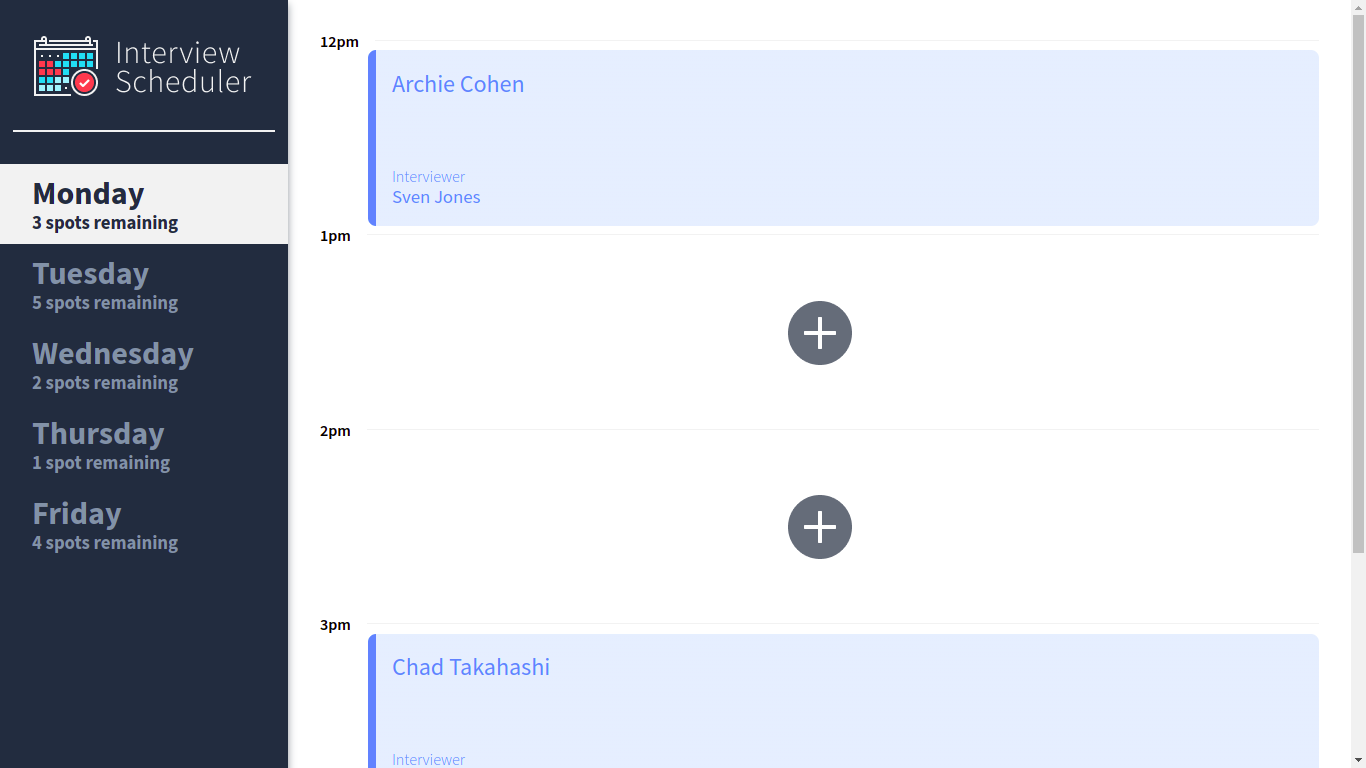 Interview
Scheduler
Monday
3 spots remaining
Tuesday
5 spots remaining
Wednesday
2 spots remaining
Thursday
1 spot remaining
Friday
4 spots remaining
12pm
Archie Cohen
Interviewer
Sven Jones
1pm
2pm
3pm
Chad Takahashi
Interviewer